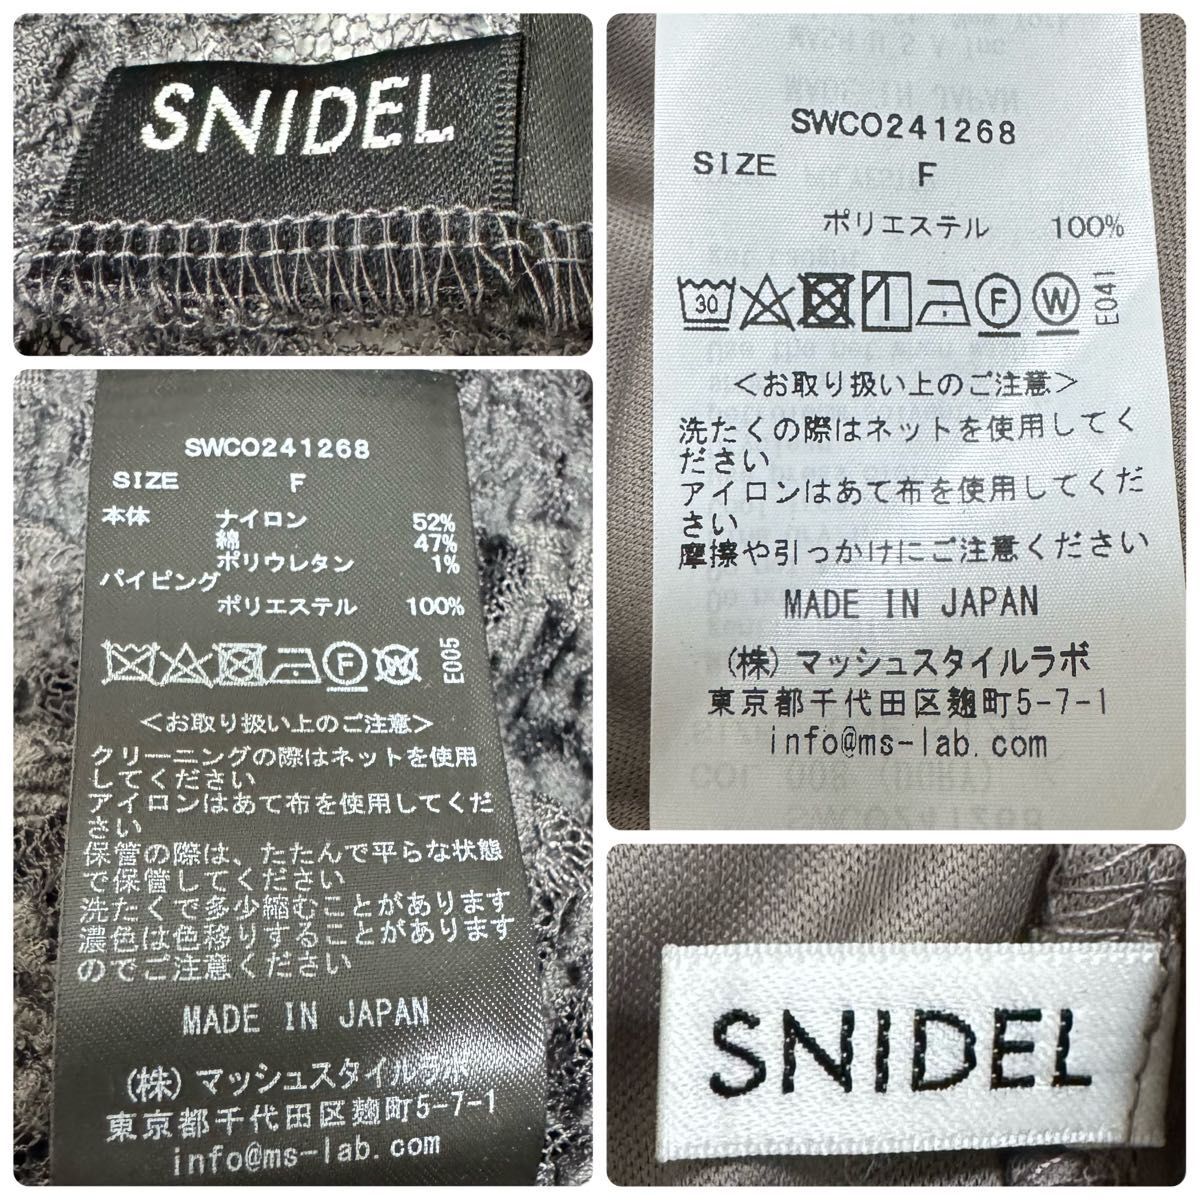 SNIDEL
SWCO241268
SIZE F
本体 ナイロン 52%
綿 47%
ポリウレタン 1%
パイピング
ポリエステル 100%
E005
＜お取り扱い上のご注意＞
クリーニングの際はネットを使用
してください
アイロンはあて布を使用してくだ
さい
保管の際は、たたんで平らな状態
で保管してください
洗たくで多少縮むことがあります
濃色は色移りすることがあります
のでご注意ください
MADE IN JAPAN
(株)マッシュスタイルラボ
東京都千代田区麹町5-7-1
info@ms-lab.com
SWCO241268
SIZE F
ポリエステル 100%
30 F W E041
＜お取り扱い上のご注意＞
洗たくの際はネットを使用してく
ださい
アイロンはあて布を使用してくだ
さい
摩擦や引っかけにご注意ください
MADE IN JAPAN
(株)マッシュスタイルラボ
東京都千代田区麹町5-7-1
info@ms-lab.com
SNIDEL